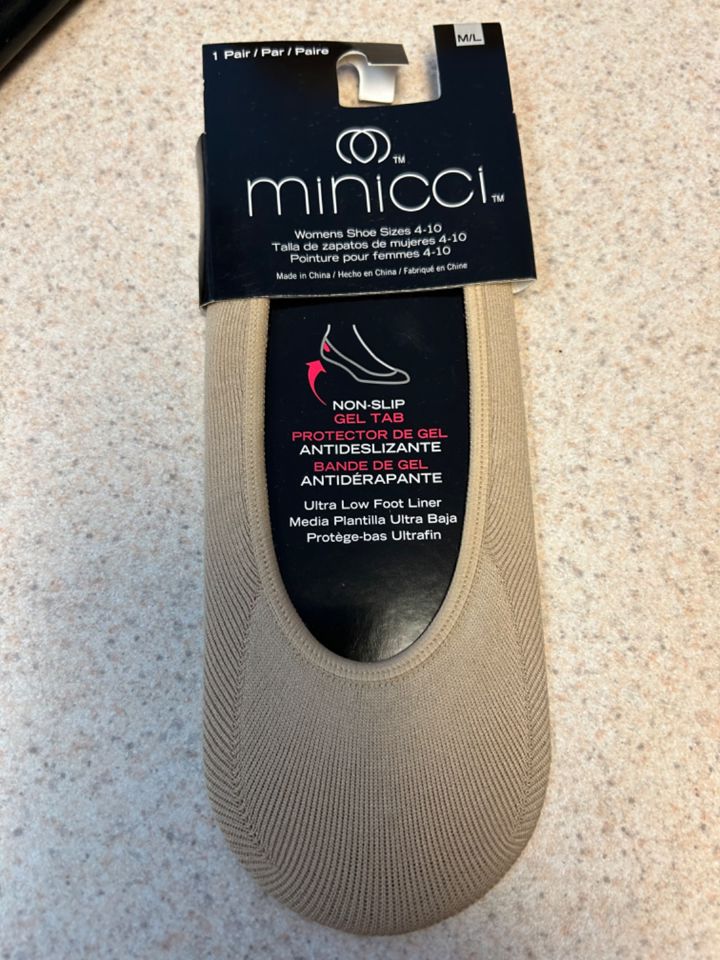 1 Pair / Par / Paire
M/L
TM
minicci TM
Womens Shoe Sizes 4-10
Talla de zapatos de mujeres 4-10
Pointure pour femmes 4-10
Made in China / Hecho en China / Fabriqué en Chine
NON-SLIP
GEL TAB
PROTECTOR DE GEL
ANTIDESLIZANTE
BANDE DE GEL
ANTIDÉRAPANTE
Ultra Low Foot Liner
Media Plantilla Ultra Baja
Protège-bas Ultrafin